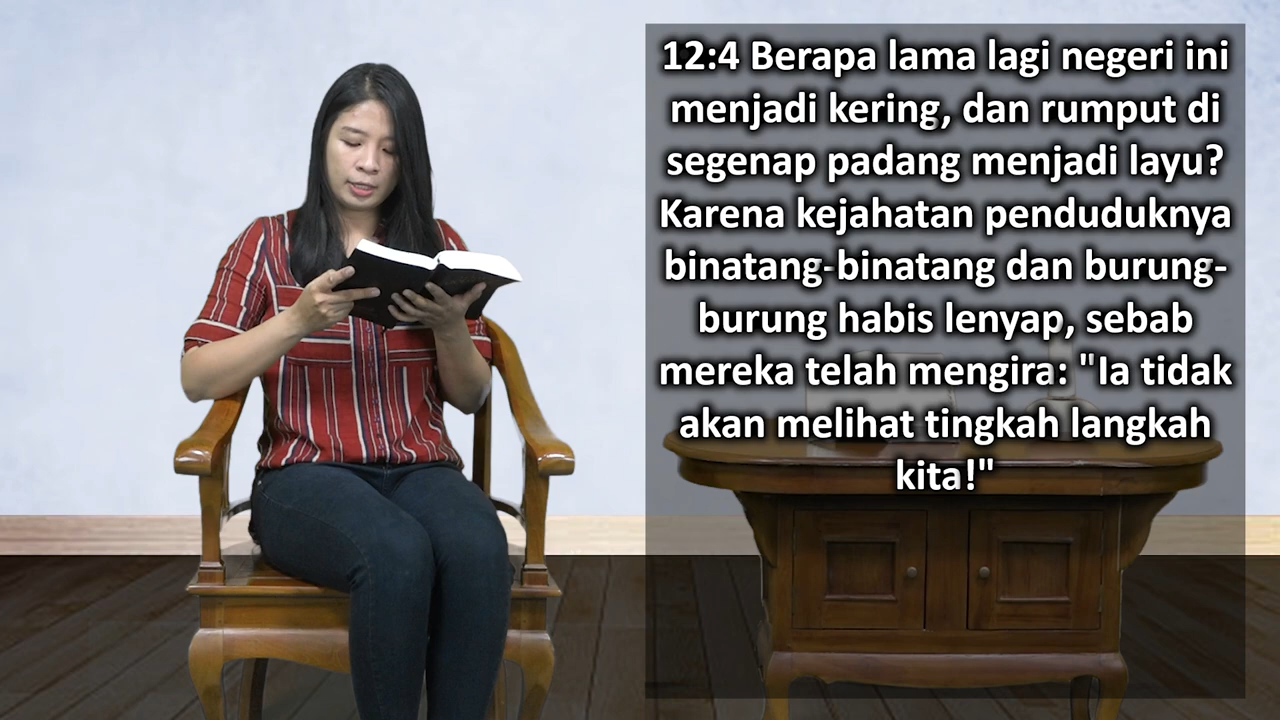 12:4 Berapa lama lagi negeri ini
menjadi kering, dan rumput di
segenap padang menjadi layu?
Karena kejahatan penduduknya
binatang-binatang dan burung-
burung habis lenyap, sebab
mereka telah mengira: "Ia tidak
akan melihat tingkah langkah
kita!"